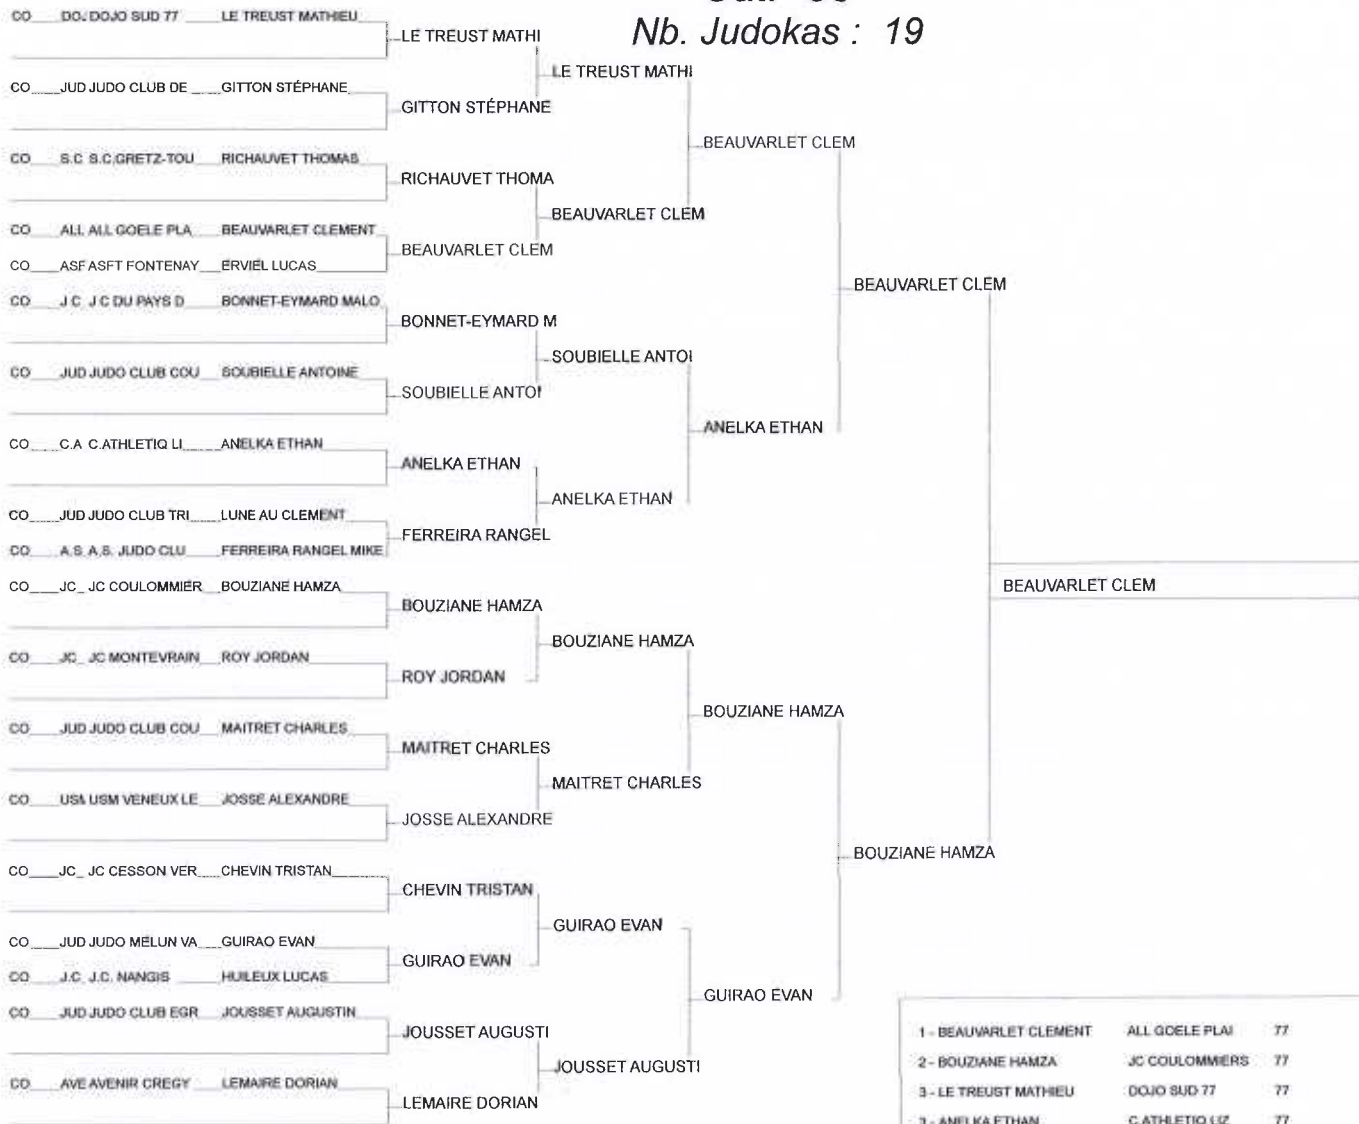 Nb. Judokas : 19
CO DOJ DOJO SUD 77 LE TREUST MATHIEU
LE TREUST MATHI
LE TREUST MATHI
CO JUD JUDO CLUB DE GITTON STÉPHANE
GITTON STÉPHANE
BEAUVARLET CLEM
CO S.C S.C.GRETZ-TOU RICHAUVET THOMAS
RICHAUVET THOMA
BEAUVARLET CLEM
CO ALL ALL GOELE PLA BEAUVARLET CLEMENT
BEAUVARLET CLEM
CO ASF ASFT FONTENAY ERVIEL LUCAS
BEAUVARLET CLEM
CO J C J C DU PAYS D BONNET-EYMARD MALO
BONNET-EYMARD M
SOUBIELLE ANTOI
CO JUD JUDO CLUB COU SOUBIELLE ANTOINE
SOUBIELLE ANTOI
ANELKA ETHAN
CO C.A C.ATHLETIQ LI ANELKA ETHAN
ANELKA ETHAN
ANELKA ETHAN
CO JUD JUDO CLUB TRI LUNE AU CLEMENT
FERREIRA RANGEL
CO A.S A.S. JUDO CLU FERREIRA RANGEL MIKE
BEAUVARLET CLEM
CO JC_ JC COULOMMIER BOUZIANE HAMZA
BOUZIANE HAMZA
BOUZIANE HAMZA
CO JC_ JC MONTEVRAIN ROY JORDAN
ROY JORDAN
BOUZIANE HAMZA
CO JUD JUDO CLUB COU MAITRET CHARLES
MAITRET CHARLES
MAITRET CHARLES
CO USM USM VENEUX LE JOSSE ALEXANDRE
JOSSE ALEXANDRE
BOUZIANE HAMZA
CO JC_ JC CESSON VER CHEVIN TRISTAN
CHEVIN TRISTAN
GUIRAO EVAN
CO JUD JUDO MELUN VA GUIRAO EVAN
GUIRAO EVAN
CO J.C J.C. NANGIS HUILEUX LUCAS
GUIRAO EVAN
CO JUD JUDO CLUB EGR JOUSSET AUGUSTIN
JOUSSET AUGUSTI
JOUSSET AUGUSTI
CO AVE AVENIR CREGY LEMAIRE DORIAN
LEMAIRE DORIAN
1 - BEAUVARLET CLEMENT ALL GOELE PLAI 77
2 - BOUZIANE HAMZA JC COULOMMIERS 77
3 - LE TREUST MATHIEU DOJO SUD 77 77
3 - ANELKA ETHAN C.ATHLETIQ LIZ 77